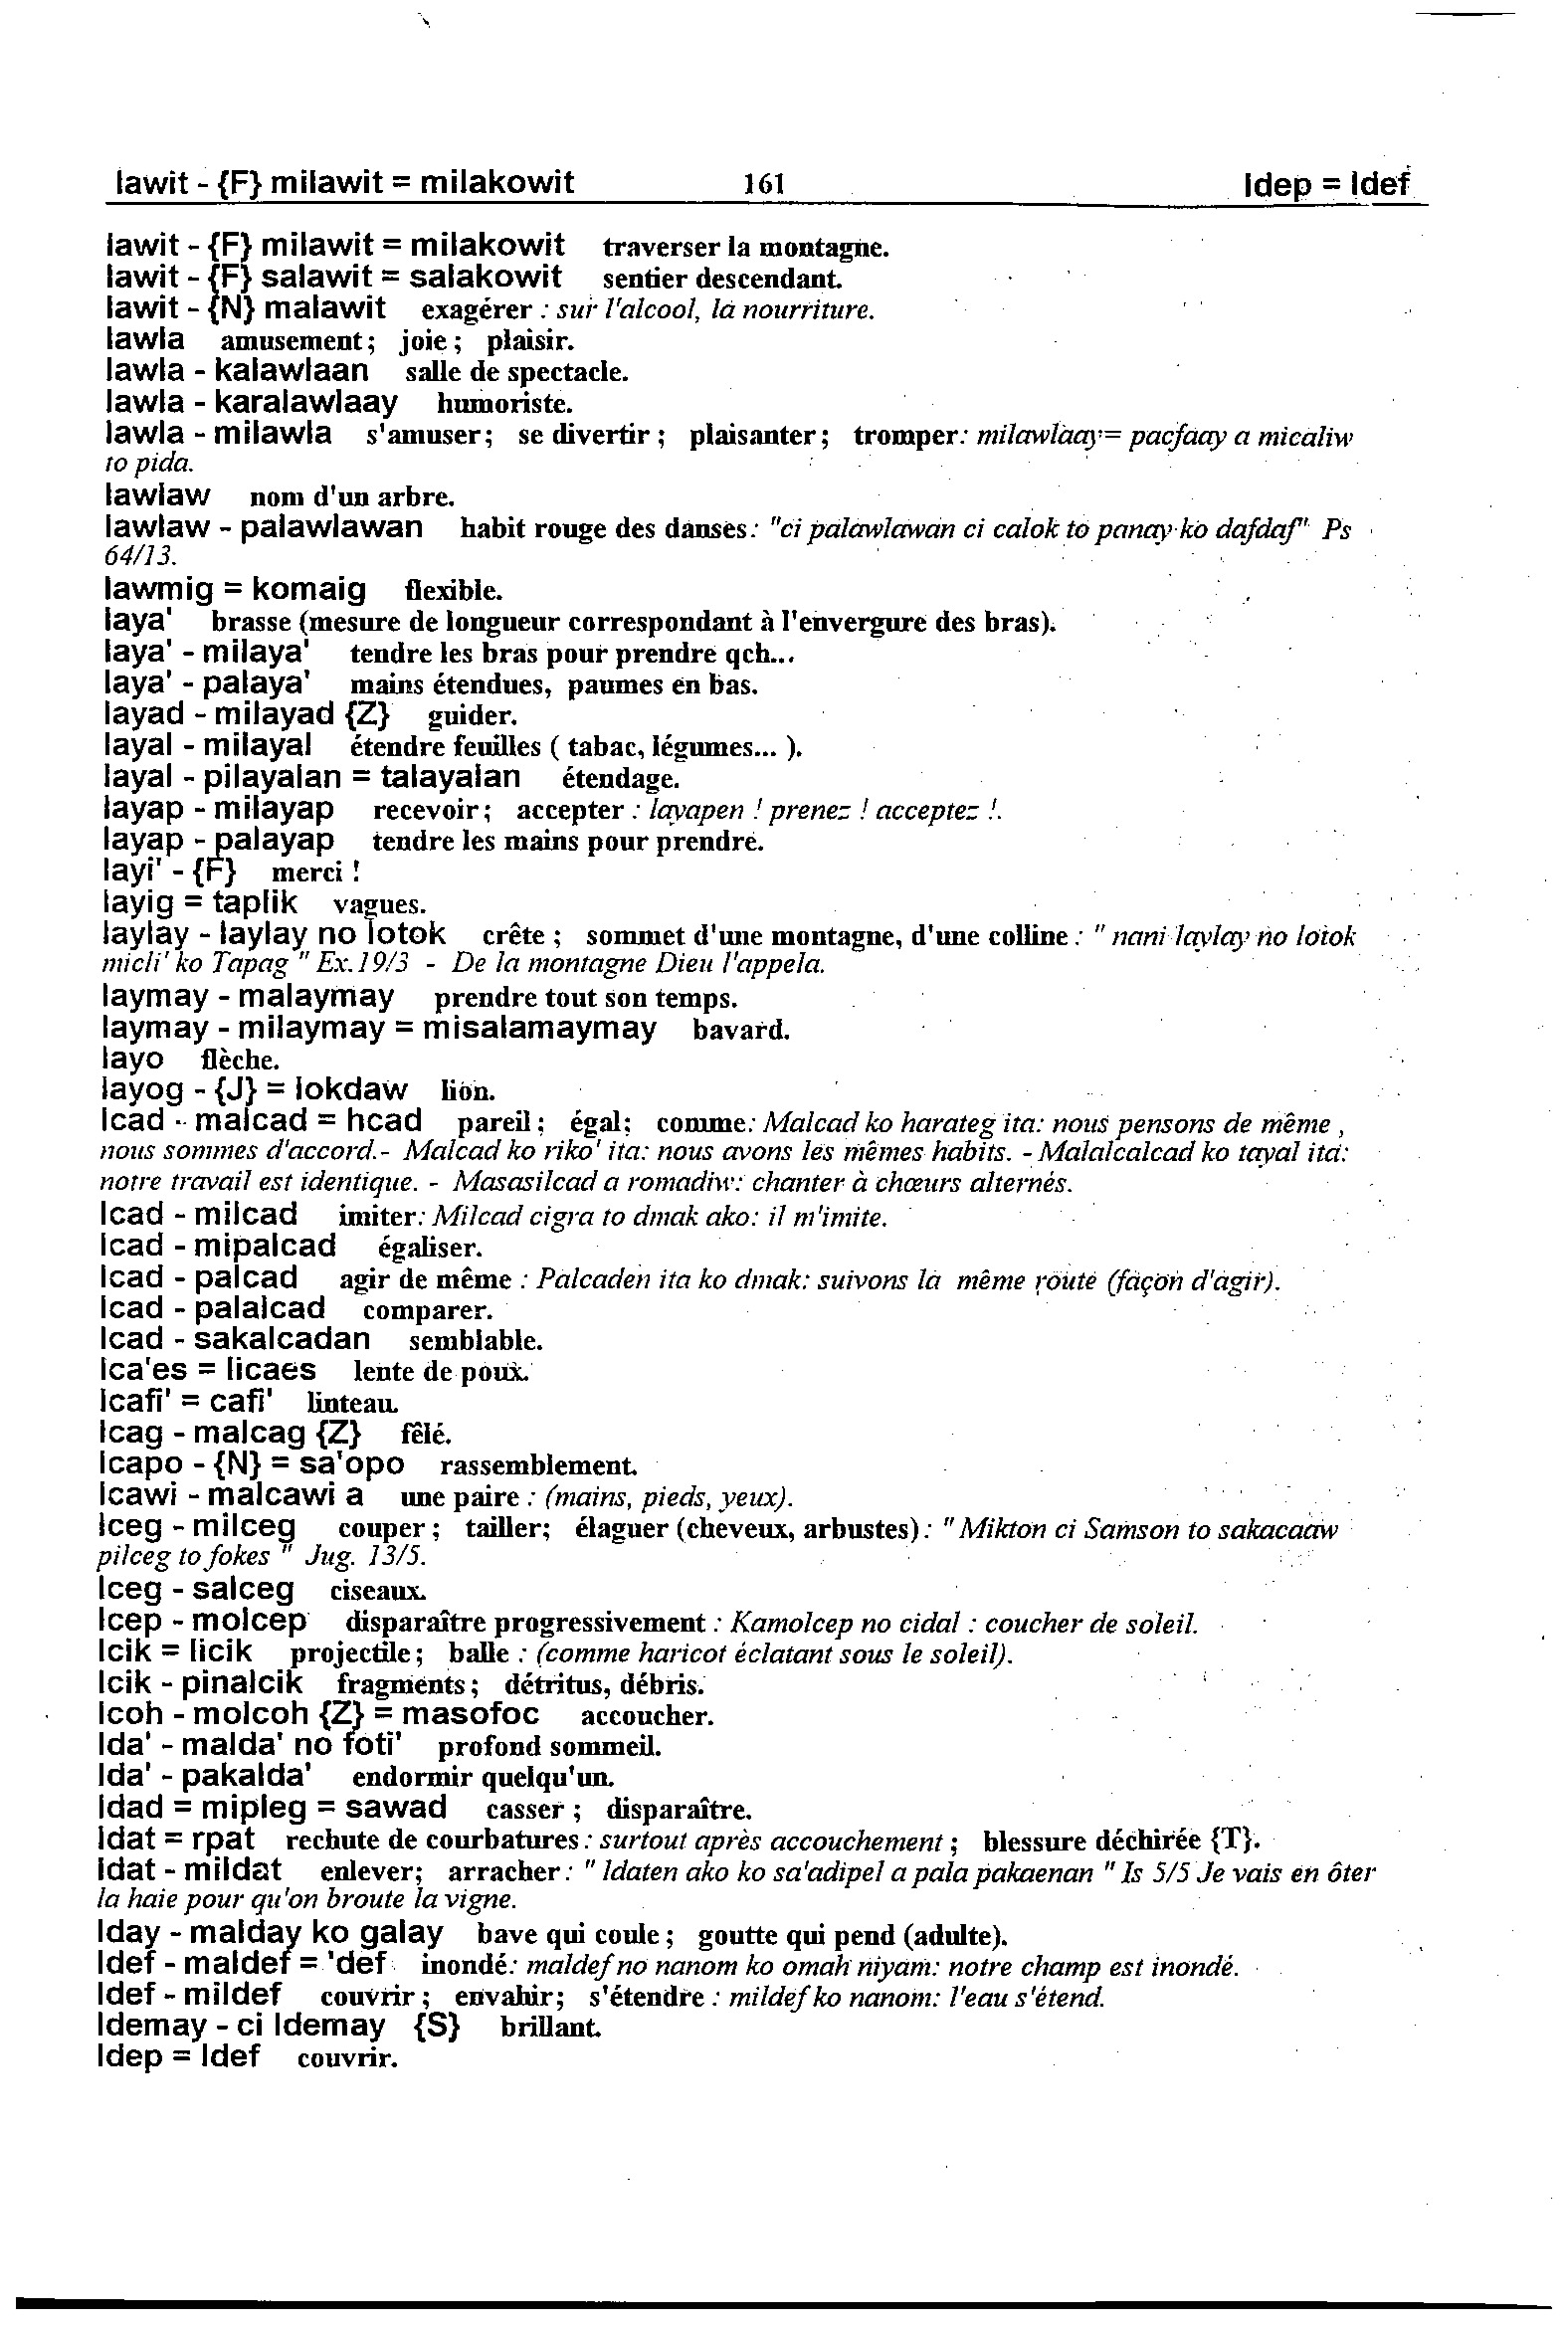 lawit - {F} milawit = milakowit 161 ldep = ldef
lawit - {F} milawit = milakowit traverser la montagne.
lawit - {F} salawit = salakowit sentier descendant.
lawit - {N} malawit exagérer : sur l'alcool, la nourriture.
lawla amusement ; joie ; plaisir.
lawla - kalawlaan salle de spectacle.
lawla - karalawlaay humoriste.
lawla - milawla s'amuser ; se divertir ; plaisanter ; tromper : milawlaay = pacfaay a micaliw
to pida.
lawlaw nom d'un arbre.
lawlaw - palawlawan habit rouge des danses : "ci palawlawan ci calok to panay ko dafdaf" Ps
64/13.
lawmig = komaig flexible.
laya' brasse (mesure de longueur correspondant à l'envergure des bras).
laya' - milaya' tendre les bras pour prendre qch...
laya' - palaya' mains étendues, paumes en bas.
layad - milayad {Z} guider.
layal - milayal étendre feuilles ( tabac, légumes... ).
layal - pilayalan = talayalan étendage.
layap - milayap recevoir ; accepter : layapen ! prenez ! acceptez !.
layap - palayap tendre les mains pour prendre.
layi' - {F} merci !
layig = taplik vagues.
laylay - laylay no lotok crête ; sommet d'une montagne, d'une colline : " nani laylay no lotok
micli' ko Tapag " Ex.19/3 - De la montagne Dieu l'appela.
laymay - malaymay prendre tout son temps.
laymay - milaymay = misalamaymay bavard.
layo flèche.
layog - {J} = lokdaw lion.
lcad - malcad = hcad pareil ; égal ; comme : Malcad ko harateg ita: nous pensons de même ,
nous sommes d'accord.- Malcad ko riko' ita: nous avons les mêmes habits. - Malalcalcad ko tayal ita:
notre travail est identique. - Masasilcad a romadiw: chanter à chœurs alternés.
lcad - milcad imiter : Milcad cigra to dmak ako: il m'imite.
lcad - mipalcad égaliser.
lcad - palcad agir de même : Palcaden ita ko dmak: suivons la même route (façon d'agir).
lcad - palalcad comparer.
lcad - sakalcadan semblable.
lca'es = licaes lente de poux.
lcafi' = cafi' linteau.
lcag - malcag {Z} fêlé.
lcapo - {N} = sa'opo rassemblement.
lcawi - malcawi a une paire : (mains, pieds, yeux).
lceg - milceg couper ; tailler; élaguer (cheveux, arbustes) : "Mikton ci Samson to sakacaaw
pilceg to fokes " Jug. 13/5.
lceg - salceg ciseaux.
lcep - molcep disparaître progressivement : Kamolcep no cidal : coucher de soleil.
lcik = licik projectile ; balle : (comme haricot éclatant sous le soleil).
lcik - pinalcik fragments ; détritus, débris.
lcoh - molcoh {Z} = masofoc accoucher.
lda' - malda' no foti' profond sommeil.
lda' - pakalda' endormir quelqu'un.
ldad = mipleg = sawad casser ; disparaître.
ldat = rpat rechute de courbatures : surtout après accouchement ; blessure déchirée {T}.
ldat - mildat enlever; arracher : " ldaten ako ko sa'adipel a pala pakaenan " Is 5/5 Je vais en ôter
la haie pour qu'on broute la vigne.
lday - malday ko galay bave qui coule ; goutte qui pend (adulte).
ldef - maldef = 'def inondé : maldef no nanom ko omah niyam: notre champ est inondé.
ldef - mildef couvrir ; envahir; s'étendre : mildef ko nanom: l'eau s'étend.
ldemay - ci ldemay {S} brillant.
ldep = ldef couvrir.